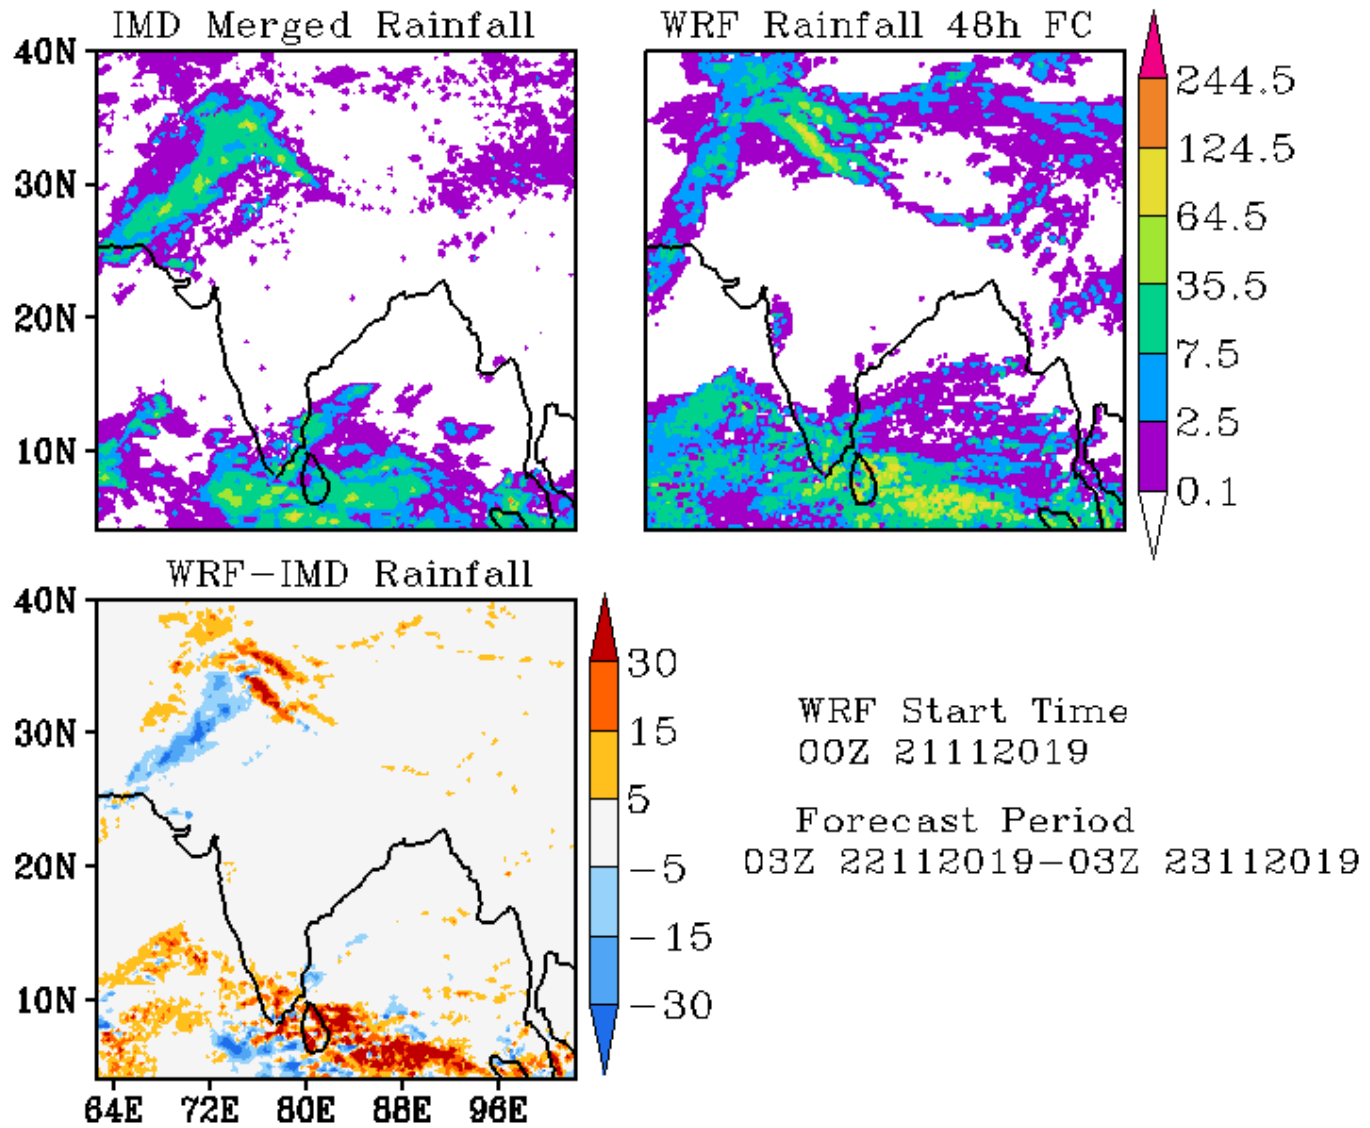 IMD Merged Rainfall
WRF Rainfall 48h FC
40N
30N
20N
10N
244.5
124.5
64.5
35.5
7.5
2.5
0.1
WRF-IMD Rainfall
40N
30N
20N
10N
64E 72E 80E 88E 96E
30
15
5
-5
-15
-30
WRF Start Time
00Z 21112019
Forecast Period
03Z 22112019-03Z 23112019